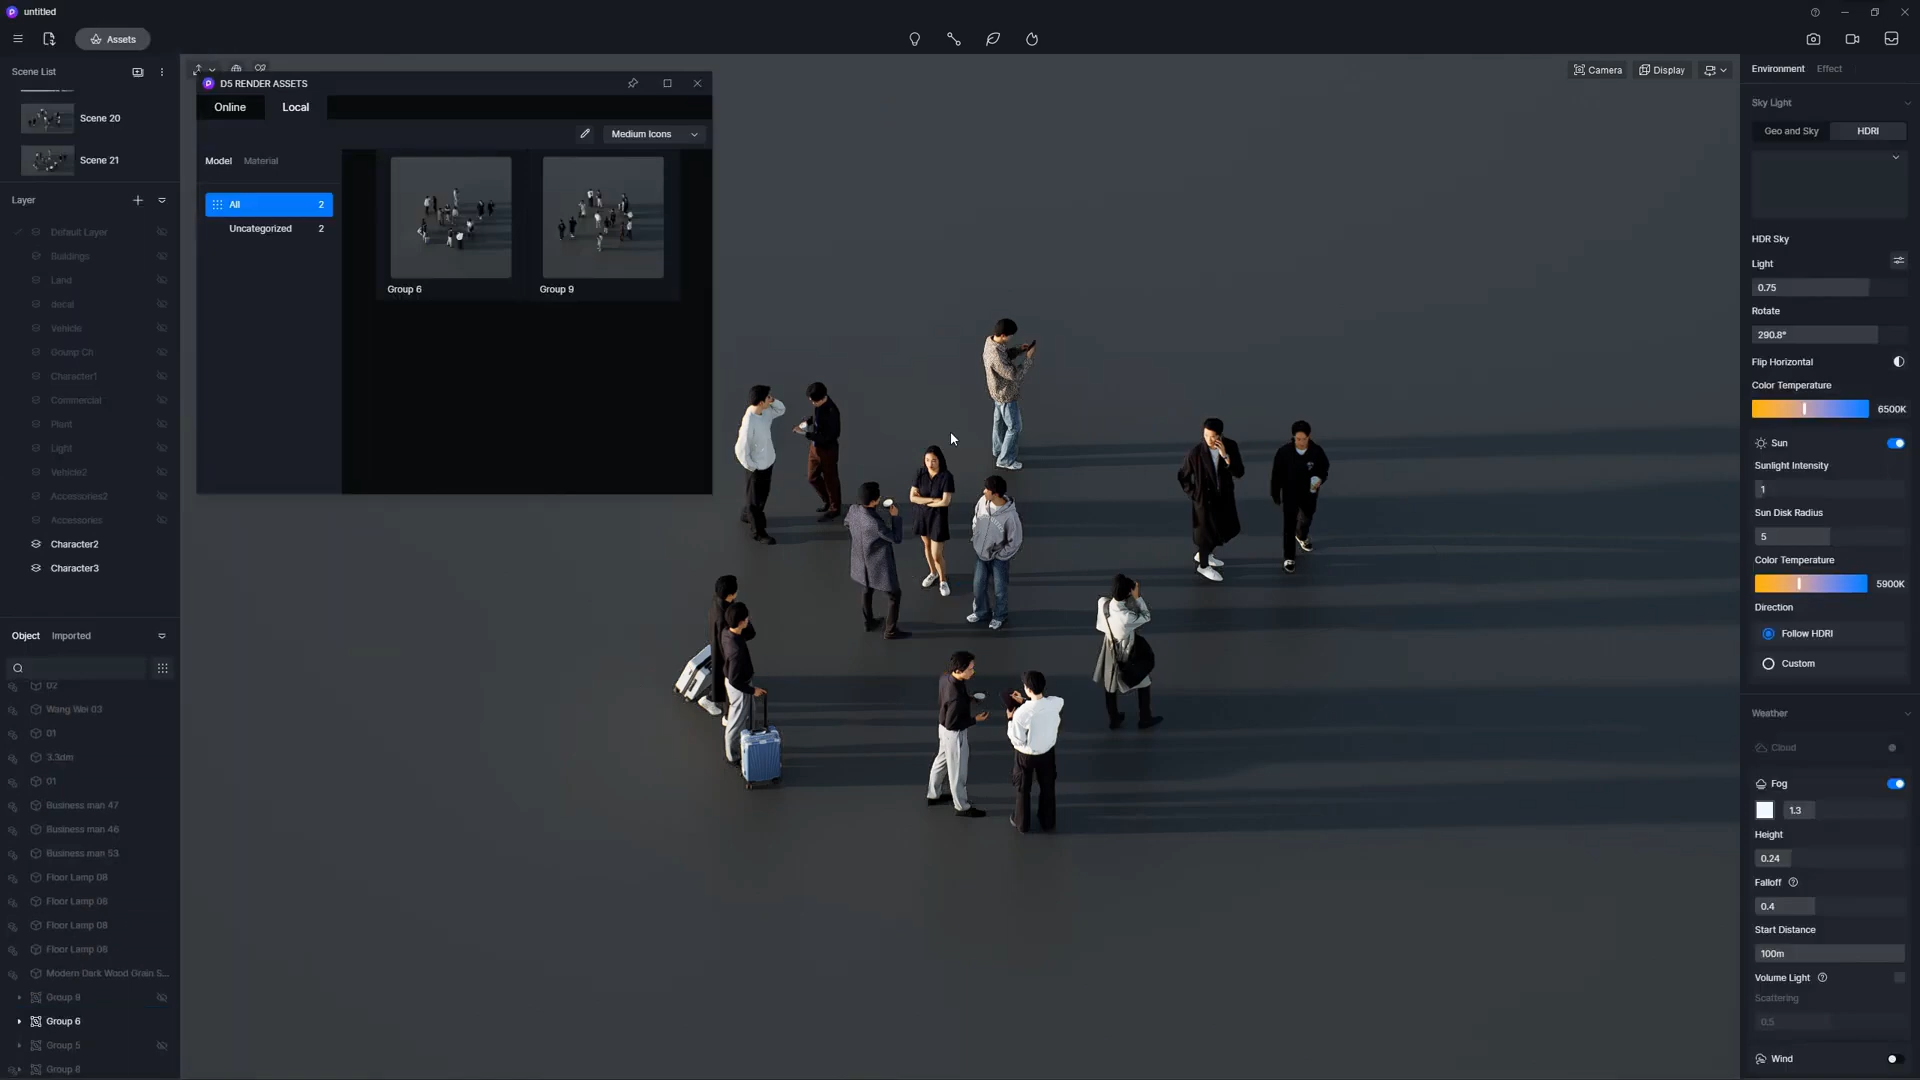 untitled
Assets
Scene List
Scene 20
Scene 21
Layer
Default Layer
Buildings
Land
decal
Vehicle
Gounp Ch
Character1
Commercial
Plant
Light
Vehicle2
Accessories2
Accessories
Character2
Character3
Object
Imported
02
Wang Wei 03
01
3.3dm
01
Business man 47
Business man 46
Business man 53
Floor Lamp 08
Floor Lamp 06
Floor Lamp 08
Floor Lamp 06
Modern Dark Wood Grain S...
Group 9
Group 6
Group 5
Group 8
D5 RENDER ASSETS
Online
Local
Medium Icons
Model
Material
All 2
Uncategorized 2
Group 6
Group 9
Camera
Display
Environment
Effect
Sky Light
Geo and Sky
HDRI
HDR Sky
Light
0.75
Rotate
290.8°
Flip Horizontal
Color Temperature
6500K
Sun
Sunlight Intensity
1
Sun Disk Radius
5
Color Temperature
5900K
Direction
Follow HDRI
Custom
Weather
Cloud
Fog
1.3
Height
0.24
Falloff
0.4
Start Distance
100m
Volume Light
Scattering
0.5
Wind